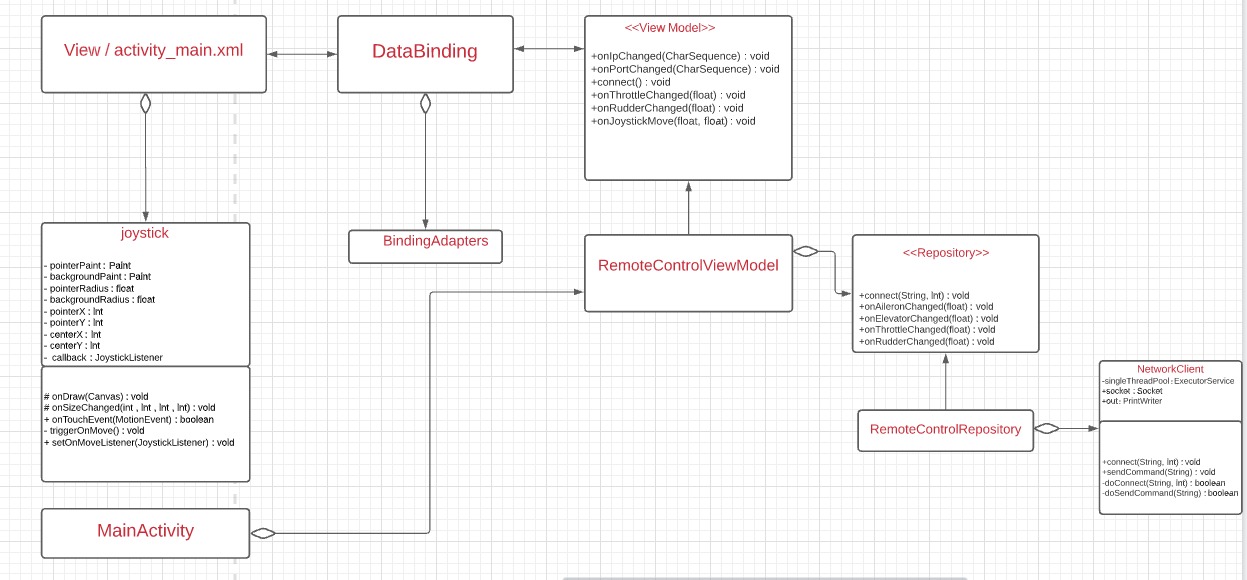 View / activity_main.xml
DataBinding
<<View Model>>
+onIpChanged(CharSequence) : void
+onPortChanged(CharSequence) : void
+connect() : void
+onThrottleChanged(float) : void
+onRudderChanged(float) : void
+onJoystickMove(float, float) : void
joystick
- pointerPaint : Paint
- backgroundPaint : Paint
- pointerRadius : float
- backgroundRadius : float
- pointerX : Int
- pointerY : Int
- centerX : Int
- centerY : Int
- callback : JoystickListener
# onDraw(Canvas) : void
# onSizeChanged(int , Int , Int , Int) : void
+ onTouchEvent(MotionEvent) : boolean
- triggerOnMove() : void
+ setOnMoveListener(JoystickListener) : void
BindingAdapters
RemoteControlViewModel
<<Repository>>
+connect(String, Int) : void
+onAileronChanged(float) : void
+onElevatorChanged(float) : void
+onThrottleChanged(float) : void
+onRudderChanged(float) : void
NetworkClient
-singleThreadPool:ExecutorService
+socket : Socket
+out: PrintWriter
+connect(String, Int) : void
+sendCommand(String) : void
-doConnect(String, Int) : boolean
-doSendCommand(String) : boolean
RemoteControlRepository
MainActivity